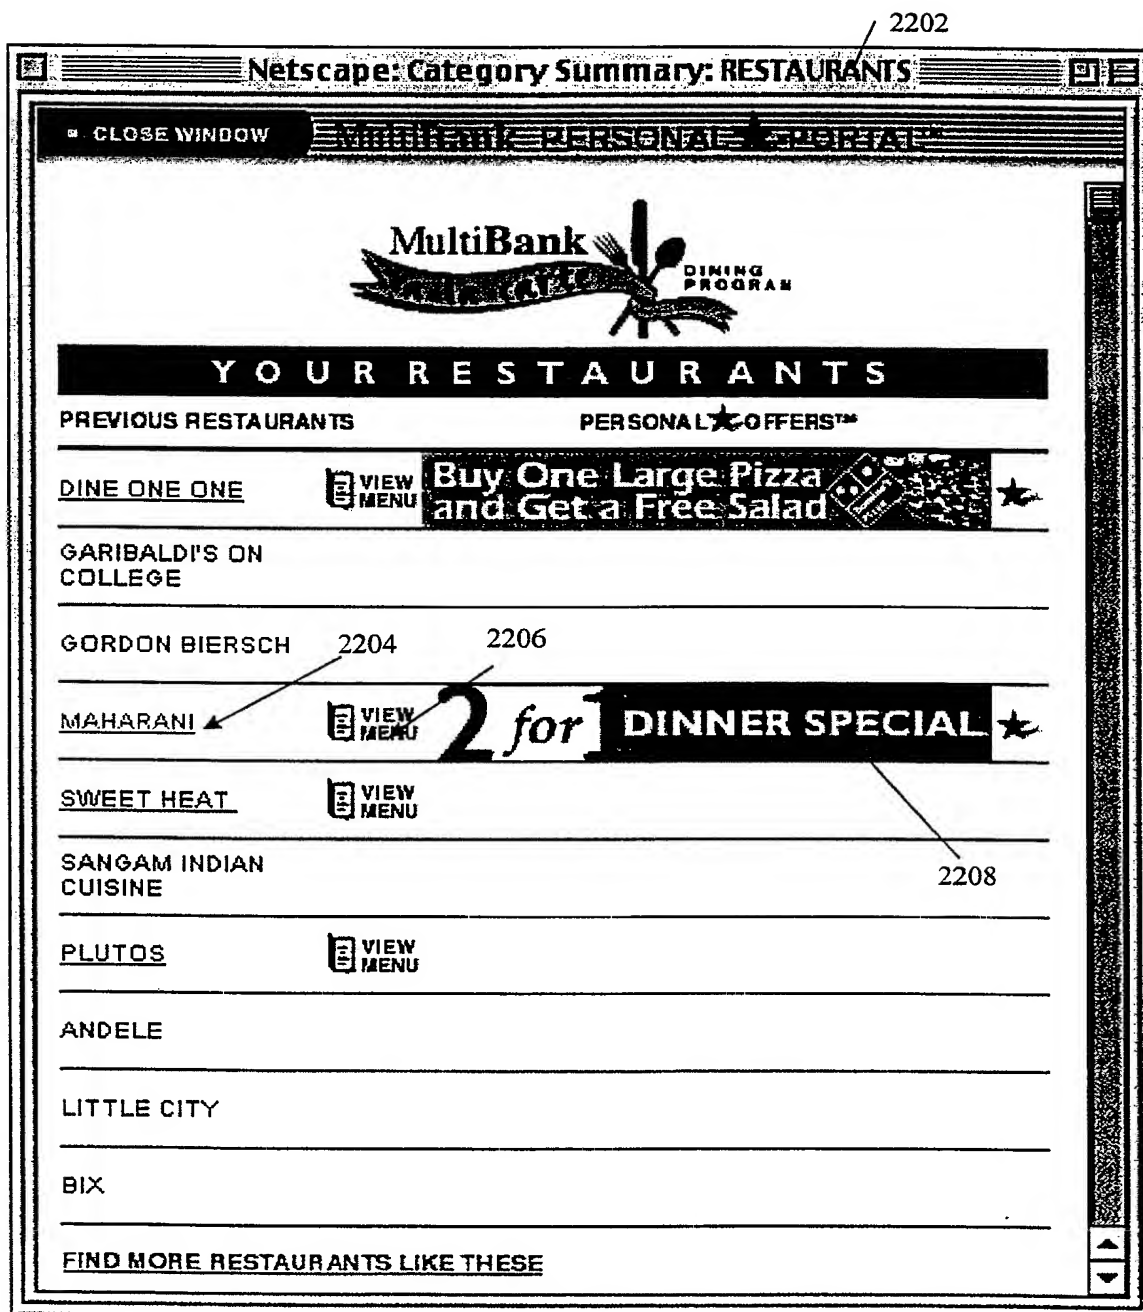 2202
Netscape: Category Summary: RESTAURANTS
CLOSE WINDOW MultiBank PERSONAL PORTAL
MultiBank
DINING
PROGRAM
YOUR RESTAURANTS
PREVIOUS RESTAURANTS PERSONAL OFFERS™
DINE ONE ONE VIEW MENU Buy One Large Pizza and Get a Free Salad
GARIBALDI'S ON
COLLEGE
GORDON BIERSCH 2204 2206
MAHARANI VIEW MENU 2 for 1 DINNER SPECIAL
SWEET HEAT VIEW MENU
SANGAM INDIAN
CUISINE
2208
PLUTOS VIEW MENU
ANDELE
LITTLE CITY
BIX
FIND MORE RESTAURANTS LIKE THESE